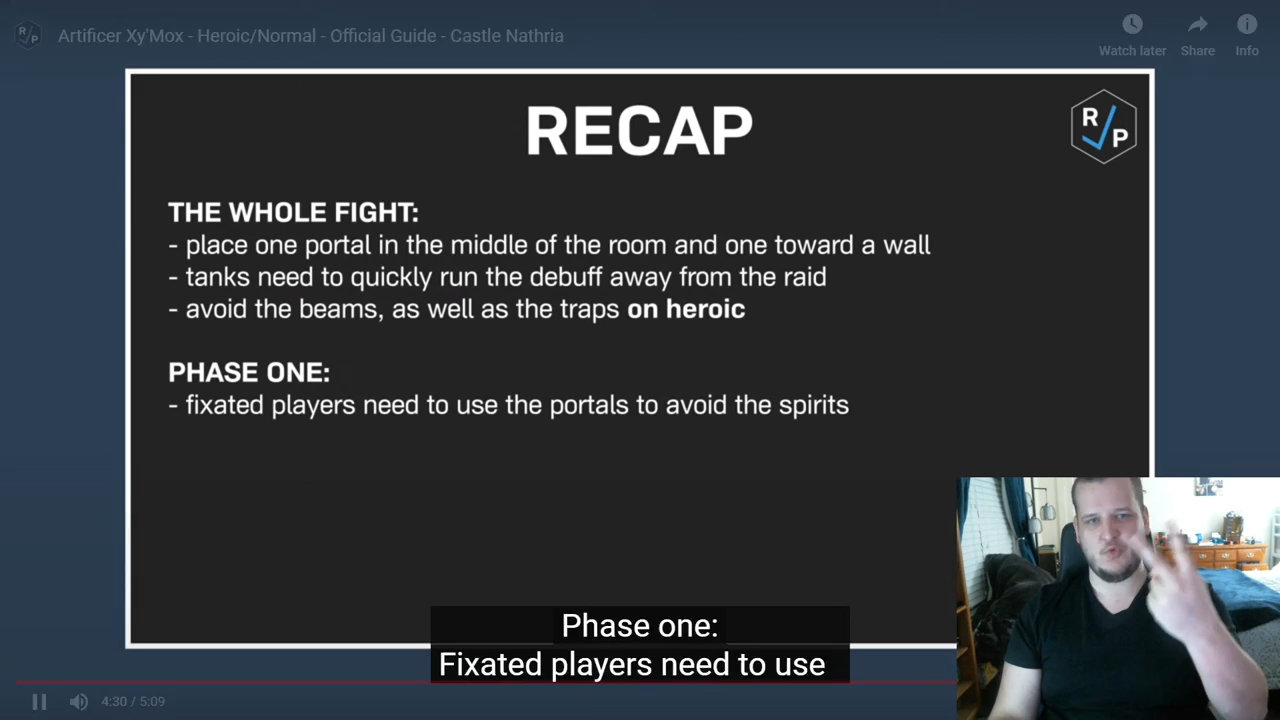 Artificer Xy'Mox - Heroic/Normal - Official Guide - Castle Nathria
Watch later
Share
Info
RECAP
R P
THE WHOLE FIGHT:
- place one portal in the middle of the room and one toward a wall
- tanks need to quickly run the debuff away from the raid
- avoid the beams, as well as the traps on heroic
PHASE ONE:
- fixated players need to use the portals to avoid the spirits
Phase one:
Fixated players need to use
4:30 / 5:09